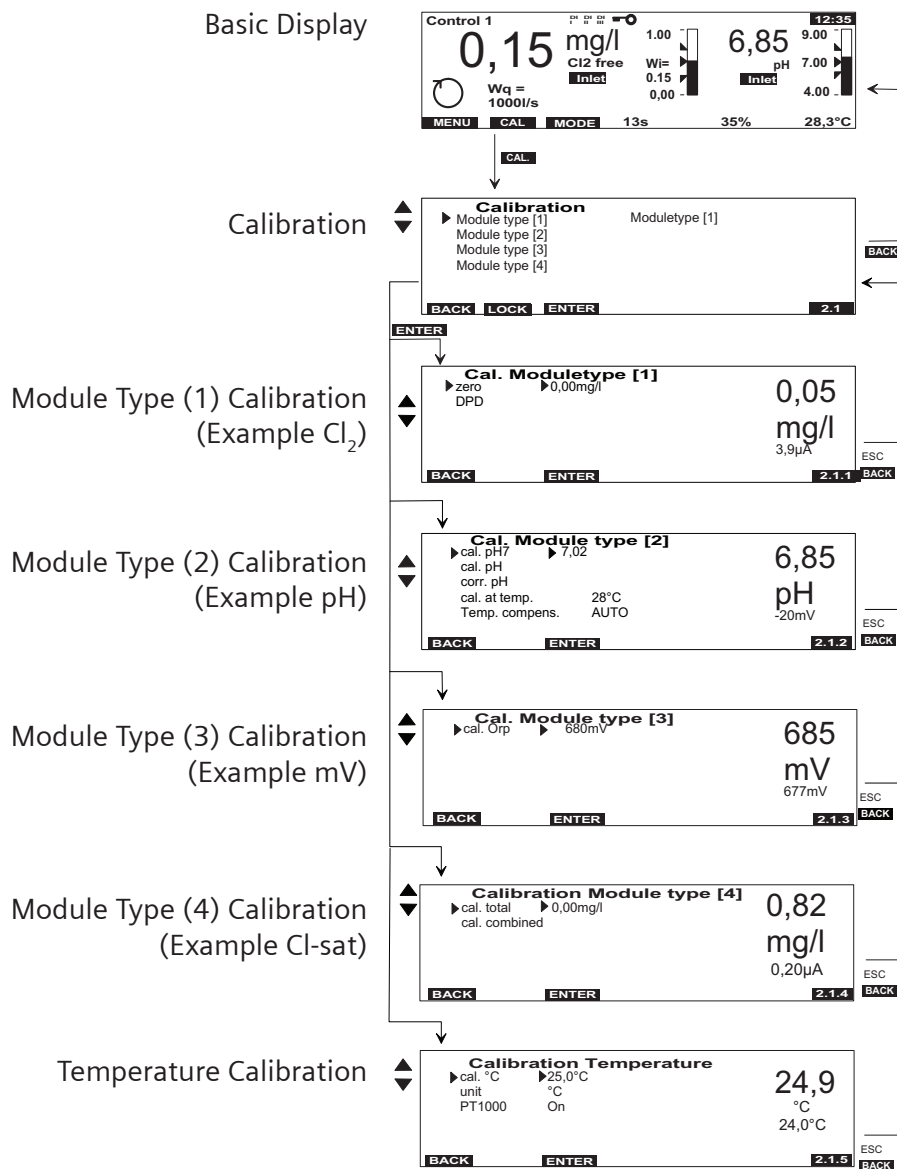 Basic Display
Control 1
DI DI DI
I II III
12:35
0,15 mg/l
Cl2 free
Inlet
1.00
Wi=
0.15
0,00
6,85
pH
Inlet
9.00
7.00
4.00
Wq =
1000l/s
MENU CAL MODE 13s 35% 28,3°C
CAL.
Calibration
Calibration
Module type [1] Moduletype [1]
Module type [2]
Module type [3]
Module type [4]
BACK
BACK LOCK ENTER 2.1
ENTER
Module Type (1) Calibration
(Example Cl2)
Cal. Moduletype [1]
zero 0,00mg/l
DPD
0,05
mg/l
3,9µA
ESC
BACK ENTER 2.1.1 BACK
Module Type (2) Calibration
(Example pH)
Cal. Module type [2]
cal. pH7 7,02
cal. pH
corr. pH
cal. at temp. 28°C
Temp. compens. AUTO
6,85
pH
-20mV
ESC
BACK ENTER 2.1.2 BACK
Module Type (3) Calibration
(Example mV)
Cal. Module type [3]
cal. Orp 680mV
685
mV
677mV
ESC
BACK ENTER 2.1.3 BACK
Module Type (4) Calibration
(Example Cl-sat)
Calibration Module type [4]
cal. total 0,00mg/l
cal. combined
0,82
mg/l
0,20µA
ESC
BACK ENTER 2.1.4 BACK
Temperature Calibration
Calibration Temperature
cal. °C 25,0°C
unit °C
PT1000 On
24,9
°C
24,0°C
ESC
BACK ENTER 2.1.5 BACK